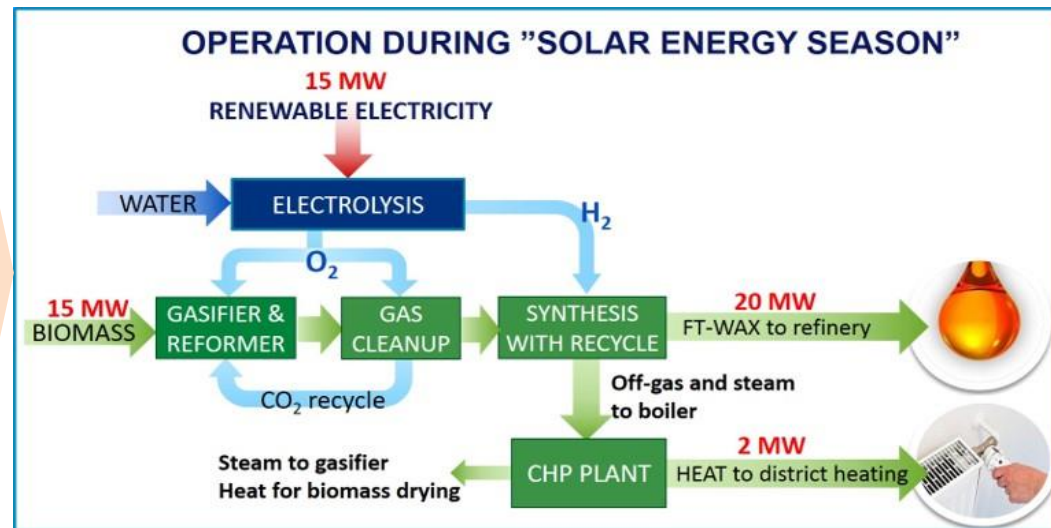 OPERATION DURING ”SOLAR ENERGY SEASON”
15 MW
RENEWABLE ELECTRICITY
WATER
ELECTROLYSIS
H₂
O₂
15 MW
BIOMASS
GASIFIER &
REFORMER
GAS
CLEANUP
SYNTHESIS
WITH RECYCLE
20 MW
FT-WAX to refinery
CO₂ recycle
Off-gas and steam
to boiler
Steam to gasifier
Heat for biomass drying
CHP PLANT
2 MW
HEAT to district heating